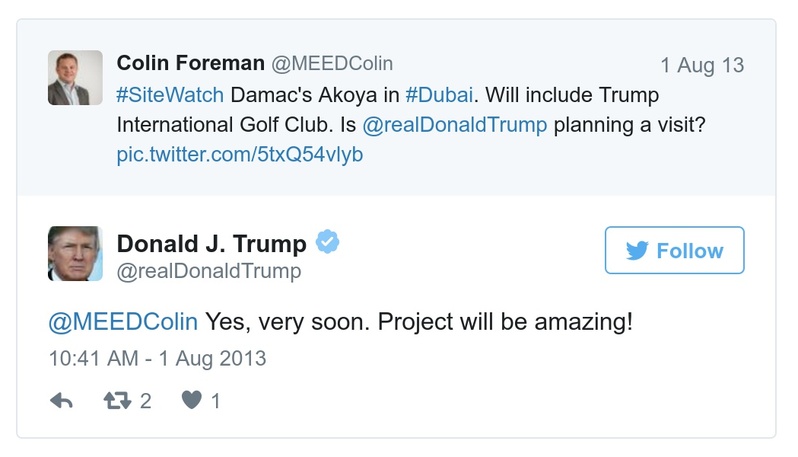 Colin Foreman @MEEDColin 1 Aug 13
#SiteWatch Damac's Akoya in #Dubai. Will include Trump
International Golf Club. Is @realDonaldTrump planning a visit?
pic.twitter.com/5txQ54vlyb
Donald J. Trump
@realDonaldTrump
Follow
@MEEDColin Yes, very soon. Project will be amazing!
10:41 AM - 1 Aug 2013
2 1